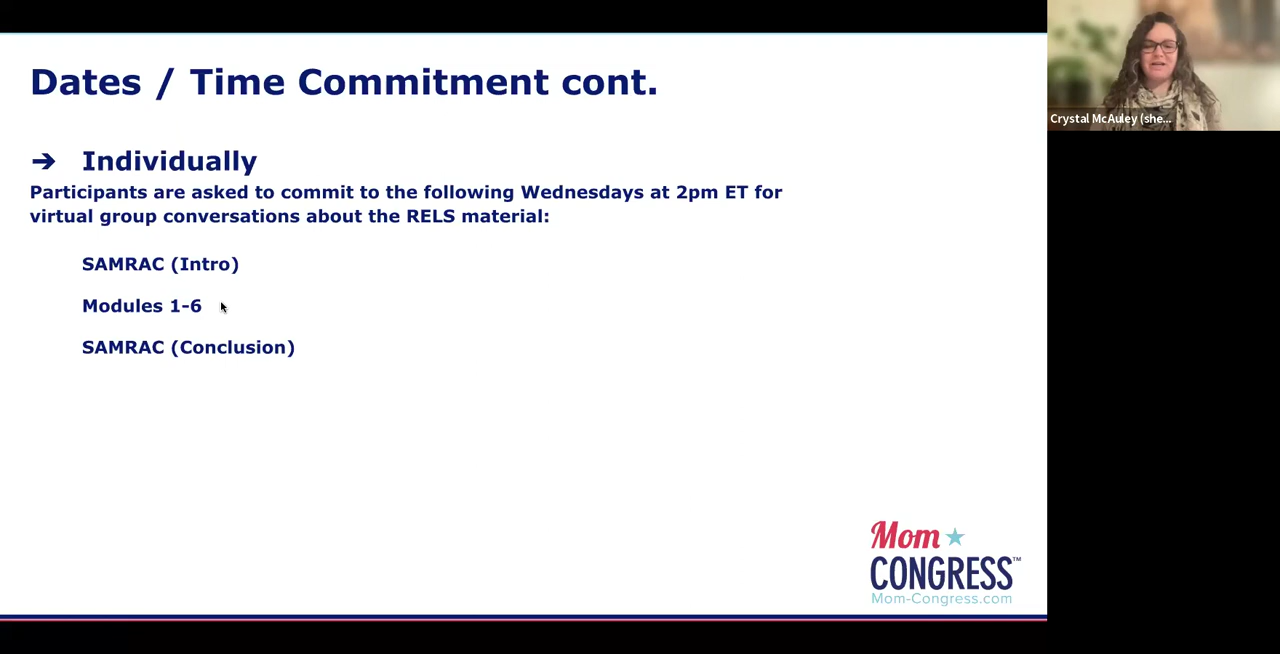 Dates / Time Commitment cont.
➔ Individually
Participants are asked to commit to the following Wednesdays at 2pm ET for
virtual group conversations about the RELS material:
SAMRAC (Intro)
Modules 1-6
SAMRAC (Conclusion)
Mom
CONGRESS™
Mom-Congress.com
Crystal McAuley (she...